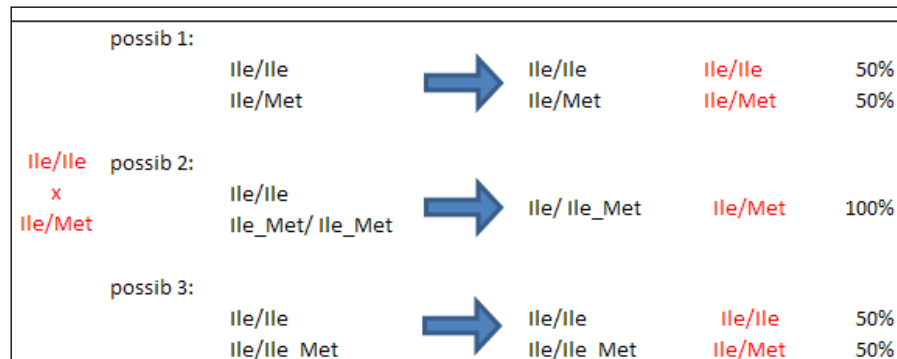 possib 1:
Ile/Ile Ile/Ile Ile/Ile 50%
Ile/Met Ile/Met Ile/Met 50%
Ile/Ile possib 2:
x Ile/Ile
Ile/ Ile_Met Ile/Met 100%
Ile/Met Ile_Met/ Ile_Met
possib 3:
Ile/Ile Ile/Ile Ile/Ile 50%
Ile/Ile_Met Ile/Ile_Met Ile/Met 50%